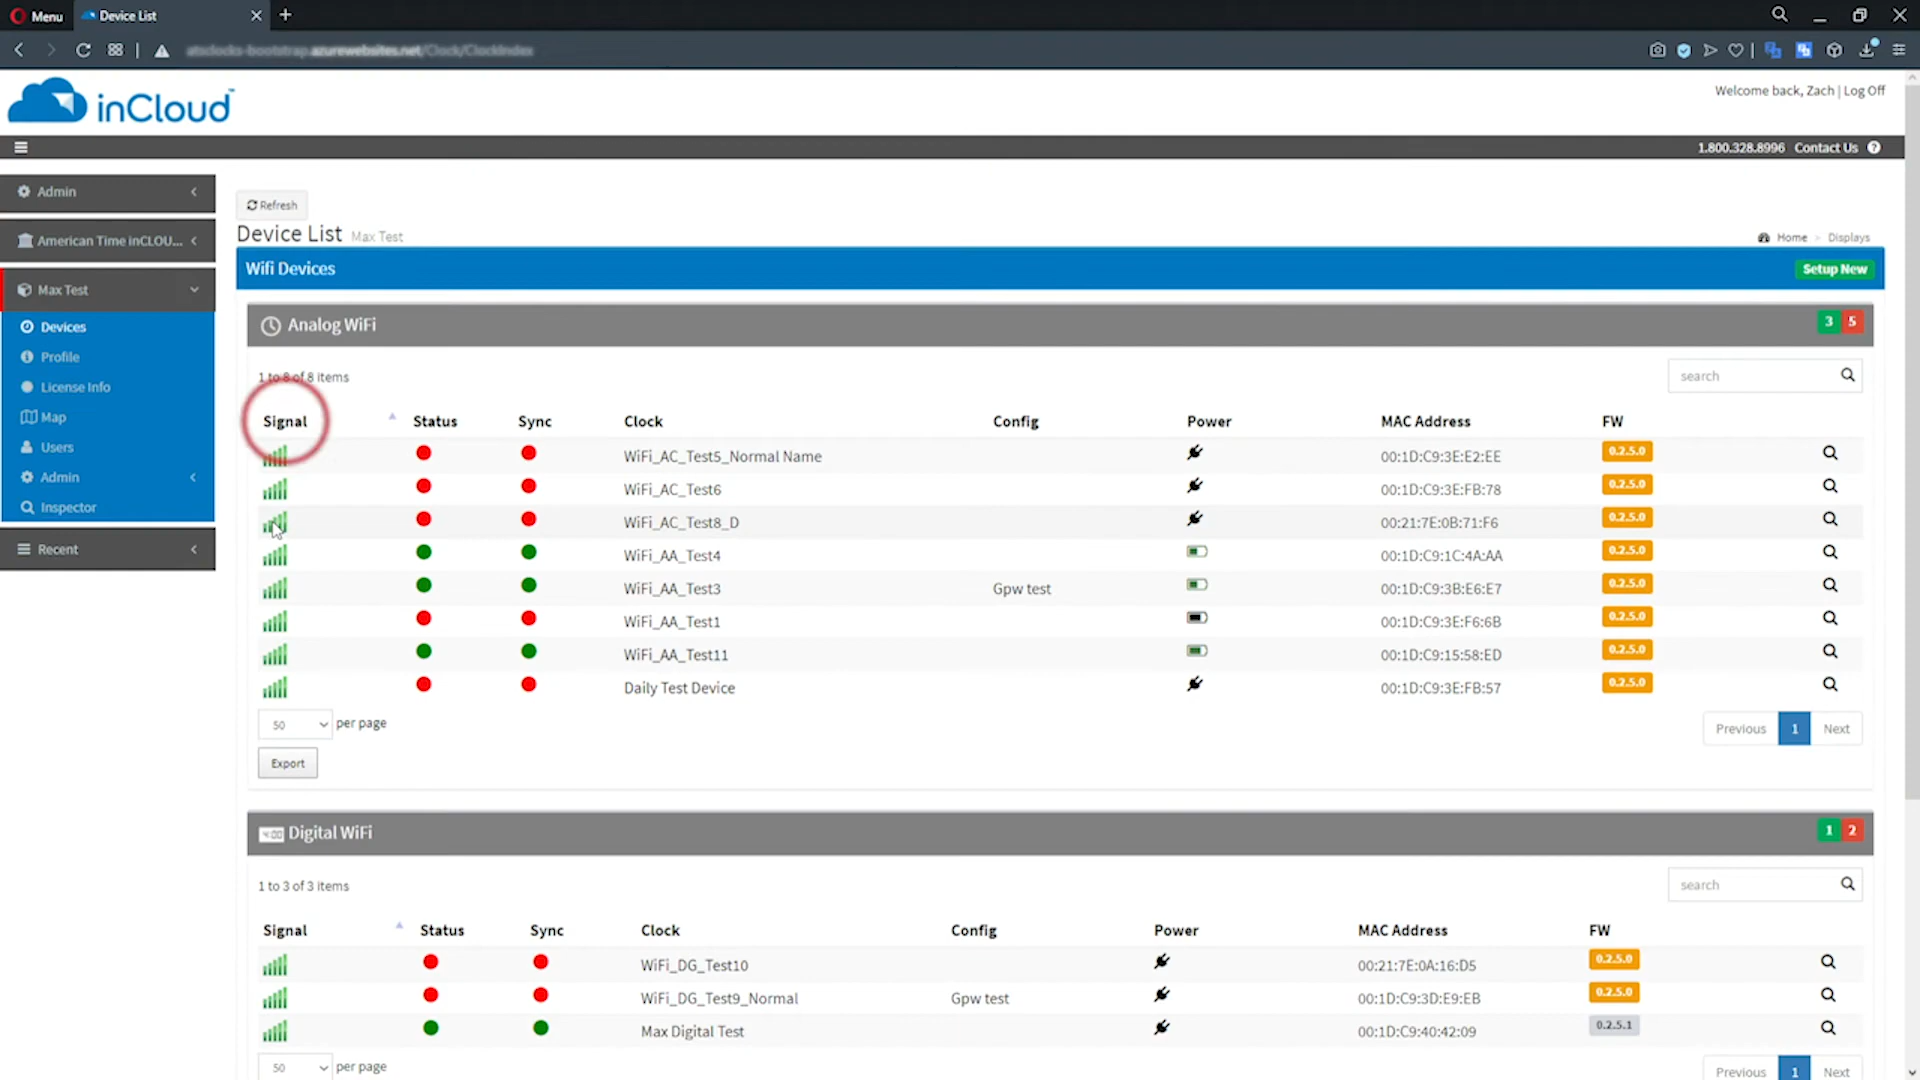 Menu Device List
atsclocks-bootstrap.azurewebsites.net/Clock/ClockIndex
inCloud™
Welcome back, Zach | Log Off
1.800.328.8996 Contact Us ?
Admin
American Time inCLOU...
Max Test
Devices
Profile
License Info
Map
Users
Admin
Inspector
Recent
Refresh
Device List Max Test
Home > Displays
Wifi Devices Setup New
Analog WiFi 3 5
1 to 8 of 8 items search
Signal Status Sync Clock Config Power MAC Address FW
WiFi_AC_Test5_Normal Name 00:1D:C9:3E:E2:EE 0.2.5.0
WiFi_AC_Test6 00:1D:C9:3E:FB:78 0.2.5.0
WiFi_AC_Test8_D 00:21:7E:0B:71:F6 0.2.5.0
WiFi_AA_Test4 00:1D:C9:1C:4A:AA 0.2.5.0
WiFi_AA_Test3 Gpw test 00:1D:C9:3B:E6:E7 0.2.5.0
WiFi_AA_Test1 00:1D:C9:3E:F6:6B 0.2.5.0
WiFi_AA_Test11 00:1D:C9:15:58:ED 0.2.5.0
Daily Test Device 00:1D:C9:3E:FB:57 0.2.5.0
50 per page Previous 1 Next
Export
Digital WiFi 1 2
1 to 3 of 3 items search
Signal Status Sync Clock Config Power MAC Address FW
WiFi_DG_Test10 00:21:7E:0A:16:D5 0.2.5.0
WiFi_DG_Test9_Normal Gpw test 00:1D:C9:3D:E9:EB 0.2.5.0
Max Digital Test 00:1D:C9:40:42:09 0.2.5.1
50 per page Previous 1 Next